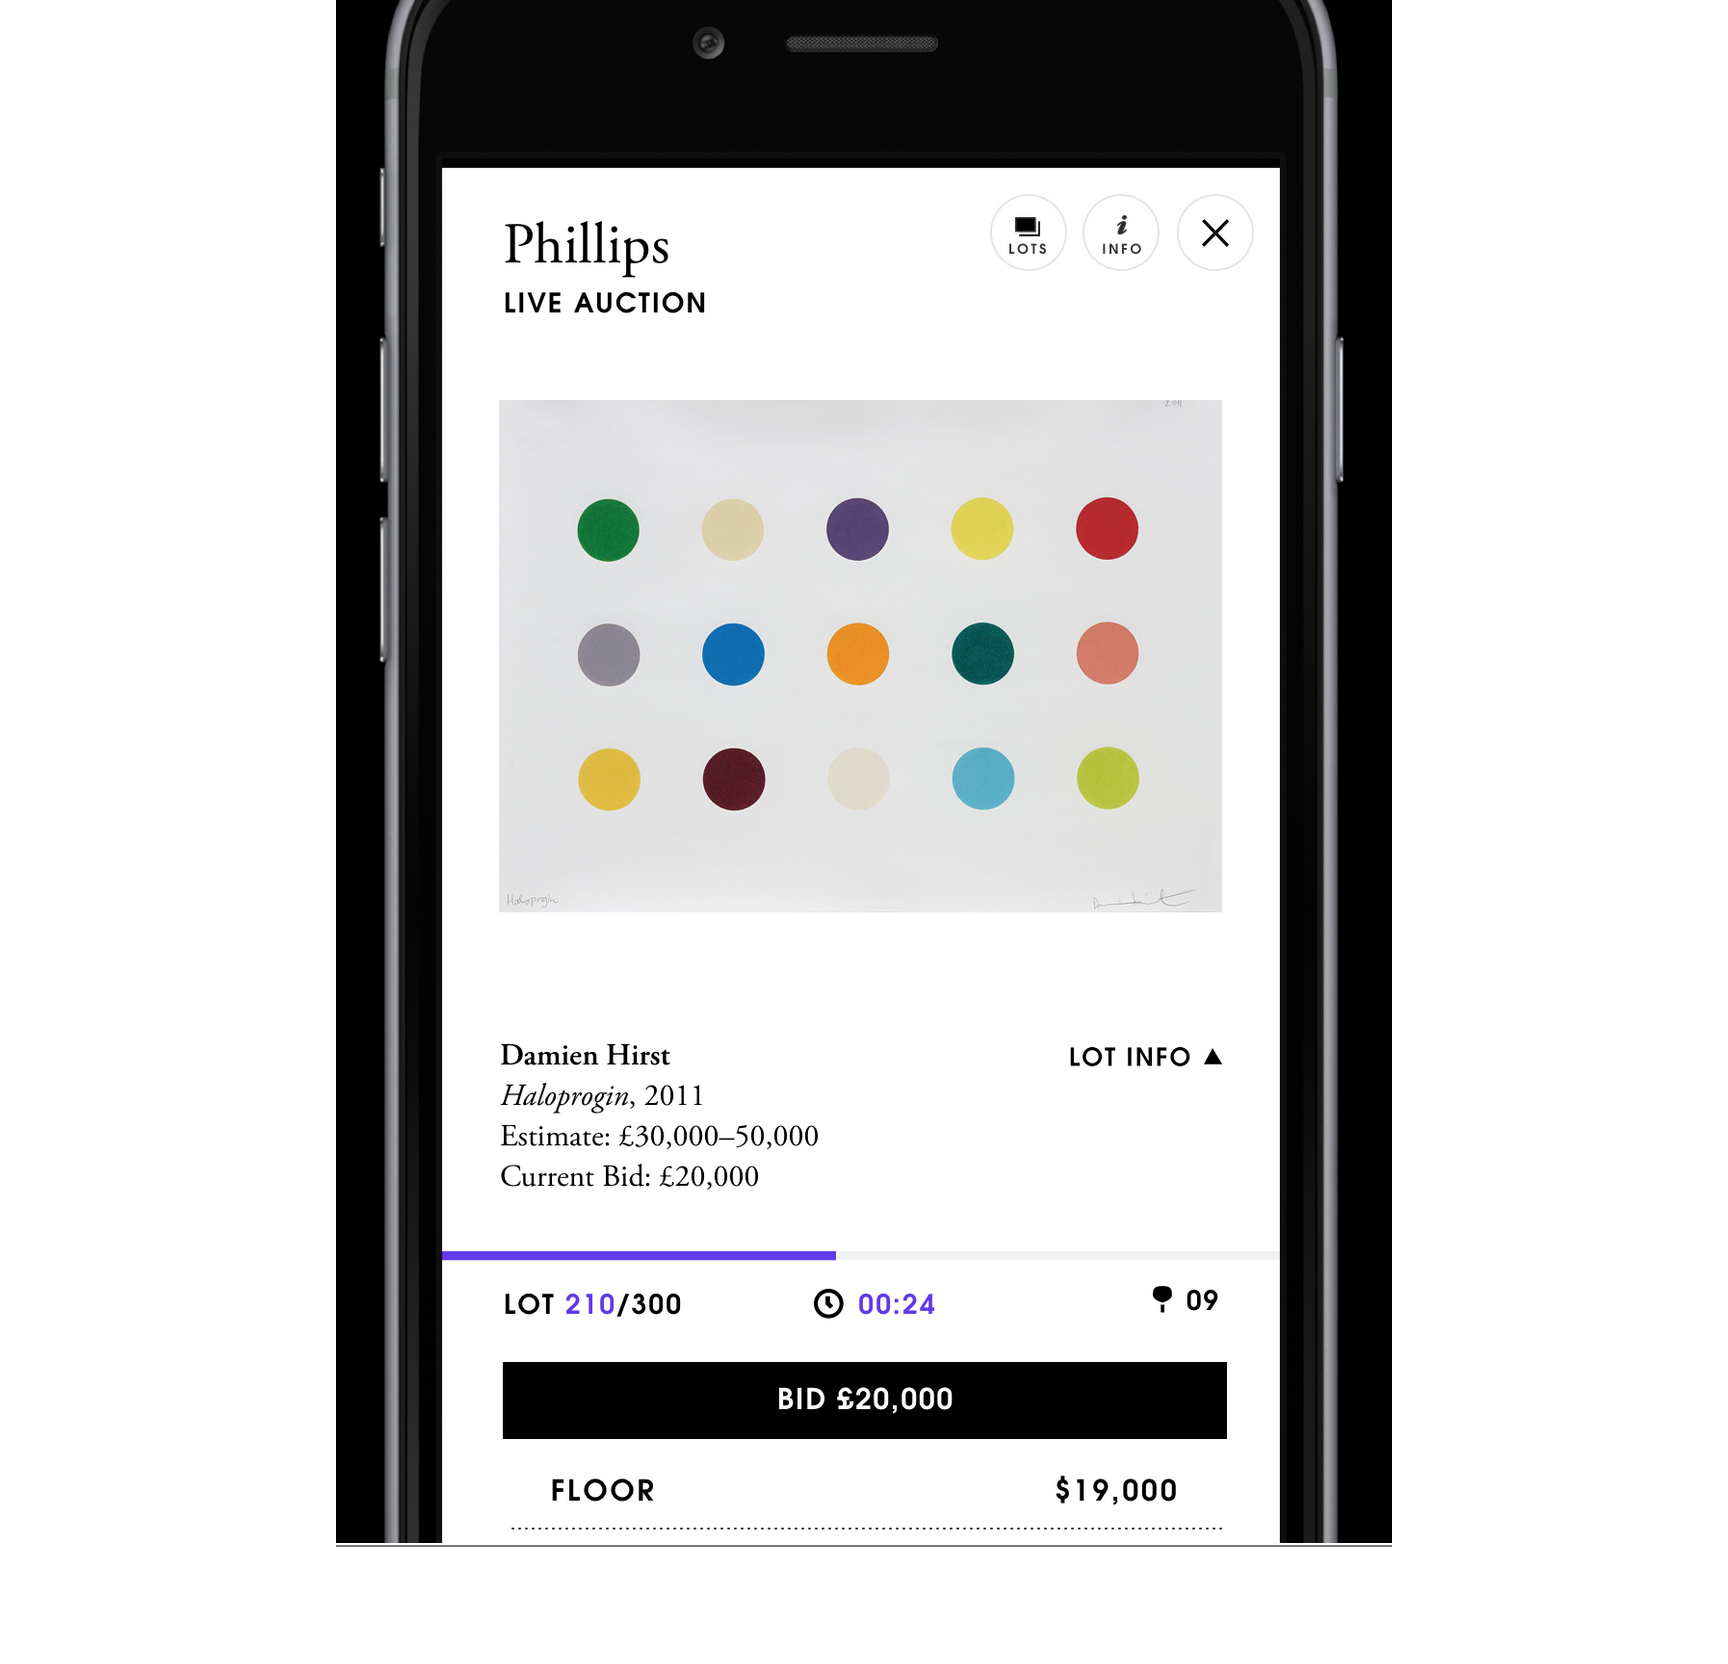 Phillips
LIVE AUCTION
LOTS
INFO
2011
Haloprogin
Damien Hirst
LOT INFO
Haloprogin, 2011
Estimate: £30,000–50,000
Current Bid: £20,000
LOT 210/300
00:24
09
BID £20,000
FLOOR
$19,000